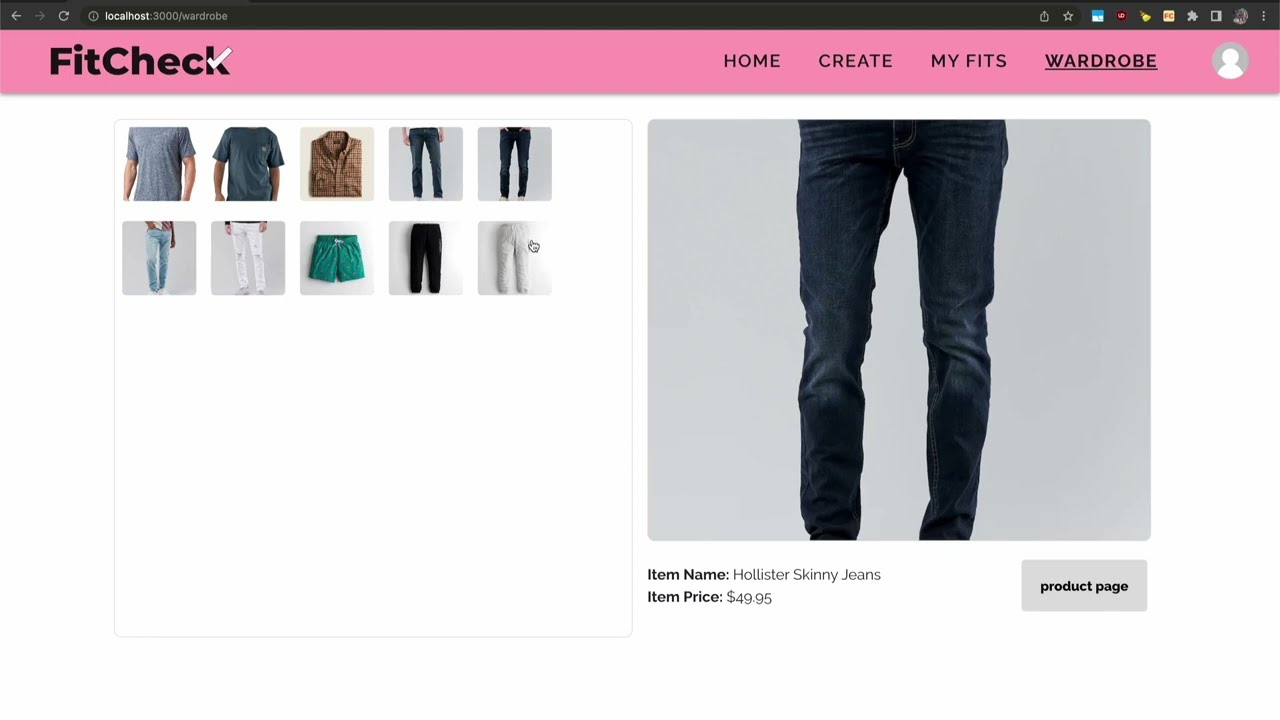 localhost:3000/wardrobe
FitCheck
HOME
CREATE
MY FITS
WARDROBE
Item Name: Hollister Skinny Jeans
Item Price: $49.95
product page